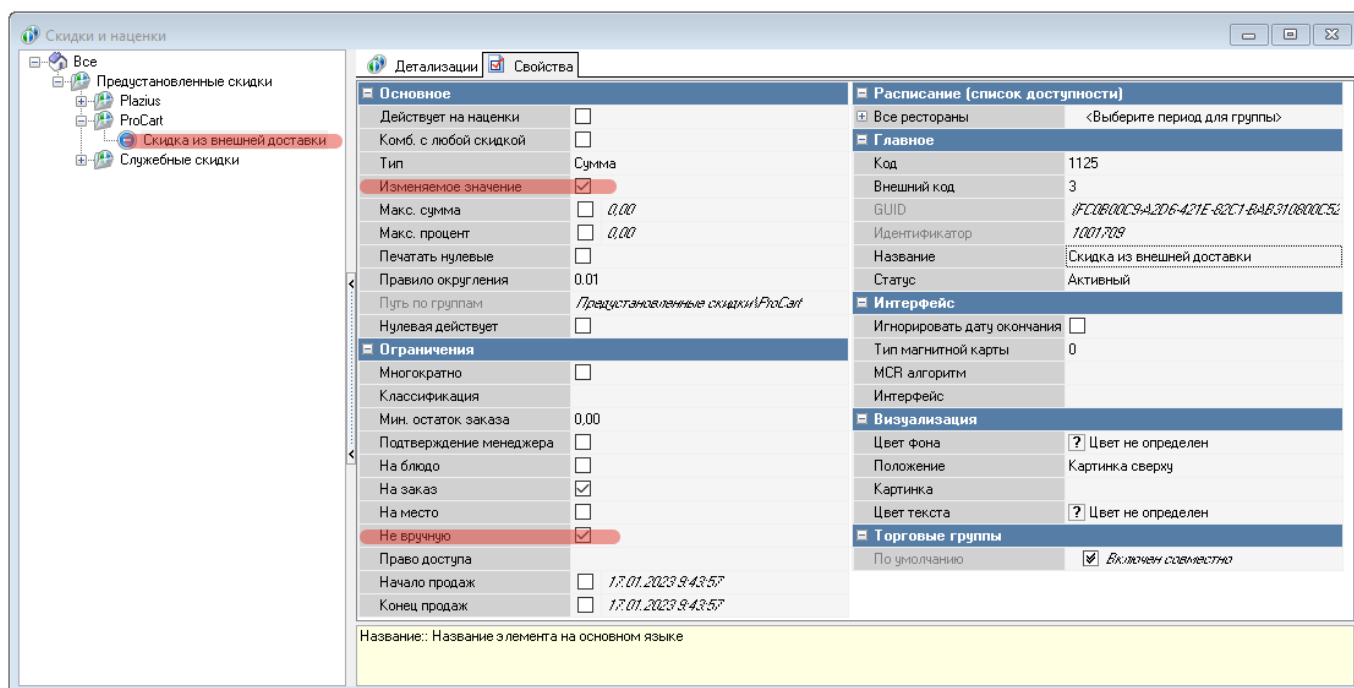 Скидки и наценки
Все
Предустановленные скидки
Plazius
ProCart
Скидка из внешней доставки
Служебные скидки
Детализации
Свойства
Основное
Действует на наценки
Комб. с любой скидкой
Тип Сумма
Изменяемое значение
Макс. сумма 0,00
Макс. процент 0,00
Печатать нулевые
Правило округления 0.01
Путь по группам Предустановленные скидки\ProCart
Нулевая действует
Ограничения
Многократно
Классификация
Мин. остаток заказа 0,00
Подтверждение менеджера
На блюдо
На заказ
На место
Не вручную
Право доступа
Начало продаж 17.01.2023 9:43:57
Конец продаж 17.01.2023 9:43:57
Расписание (список доступности)
Все рестораны <Выберите период для группы>
Главное
Код 1125
Внешний код 3
GUID {FC0B00C9-A2D6-421E-82C1-BAB310800C52
Идентификатор 1001709
Название Скидка из внешней доставки
Статус Активный
Интерфейс
Игнорировать дату окончания
Тип магнитной карты 0
MCR алгоритм
Интерфейс
Визуализация
Цвет фона ? Цвет не определен
Положение Картинка сверху
Картинка
Цвет текста ? Цвет не определен
Торговые группы
По умолчанию Включен совместно
Название:: Название элемента на основном языке